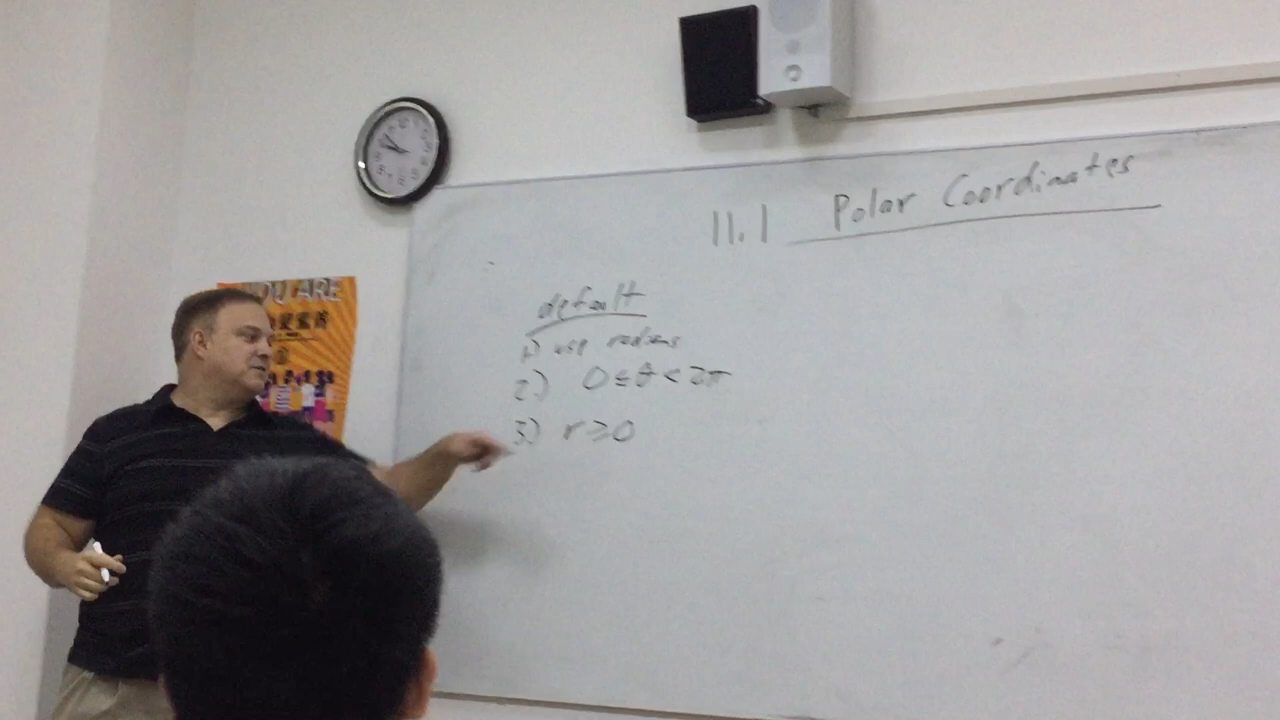 11.1 Polar Coordinates
default
1) use radians
2.) 0 ≤ θ < 2π
3) r ≥ 0
YOU ARE